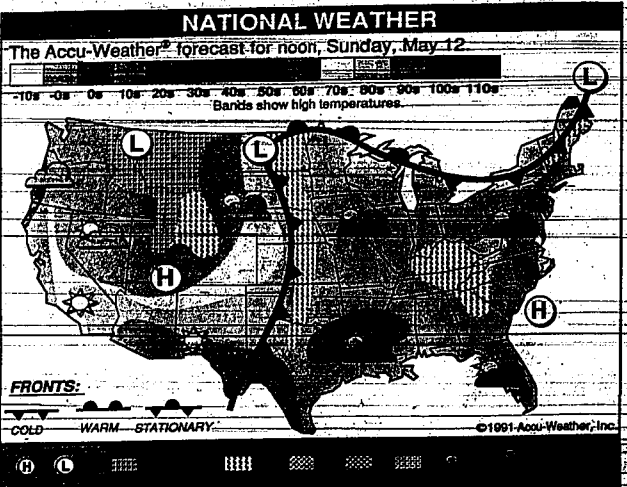 NATIONAL WEATHER
The Accu-Weather® forecast for noon, Sunday, May 12.
-10s -0s 0s 10s 20s 30s 40s 50s 60s 70s 80s 90s 100s 110s
Bands show high temperatures.
L
L
L
H
H
FRONTS:
COLD WARM STATIONARY
©1991 Accu-Weather, Inc.
H L